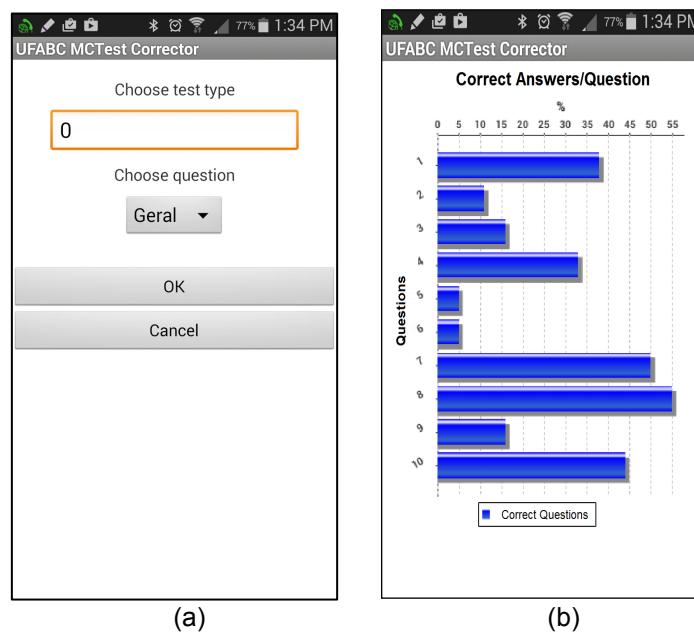 77% 1:34 PM
UFABC MCTest Corrector
Choose test type
0
Choose question
Geral
OK
Cancel
(a)
77% 1:34 PM
UFABC MCTest Corrector
Correct Answers/Question
%
0 5 10 15 20 25 30 35 40 45 50 55
Questions
1
2
3
4
5
6
7
8
9
10
Correct Questions
(b)